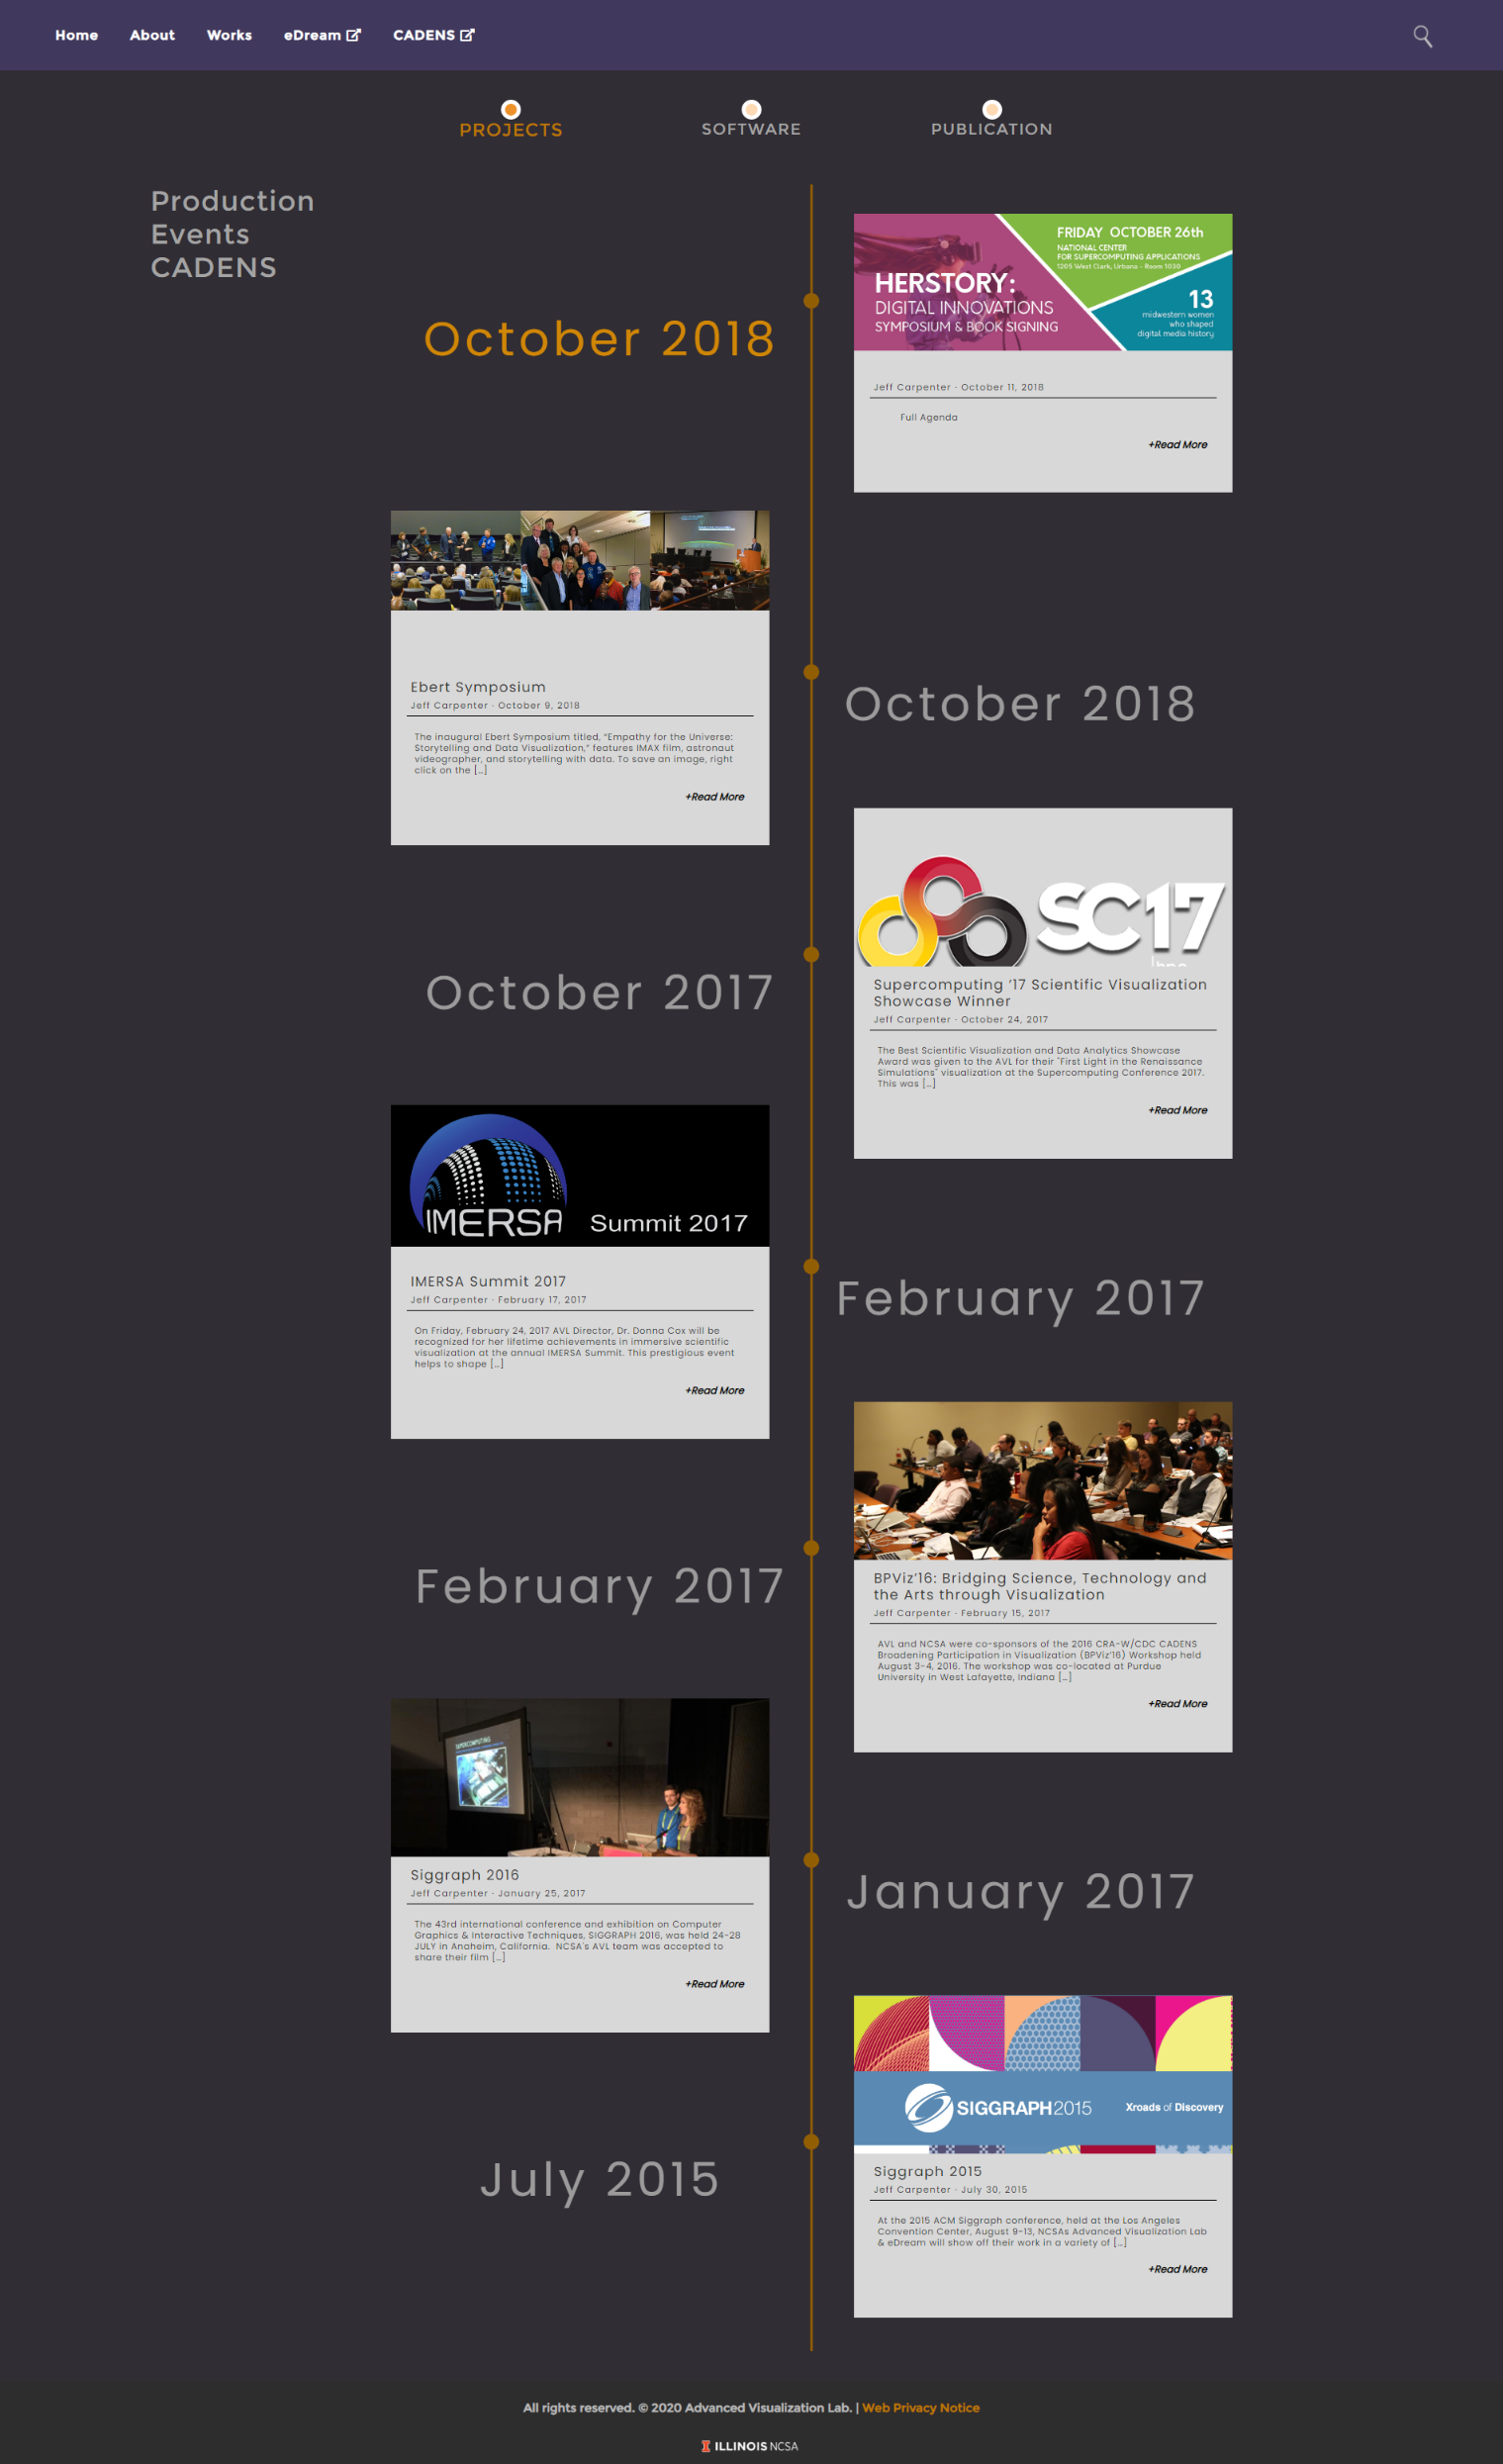 Home About Works eDream CADENS
PROJECTS SOFTWARE PUBLICATION
Production
Events
CADENS
October 2018
FRIDAY OCTOBER 26th
NATIONAL CENTER
FOR SUPERCOMPUTING APPLICATIONS
1205 West Clark, Urbana - Room 1030
HERSTORY:
DIGITAL INNOVATIONS
SYMPOSIUM & BOOK SIGNING
13
midwestern women
who shaped
digital media history
Jeff Carpenter - October 11, 2018
Full Agenda
+Read More
October 2018
Ebert Symposium
Jeff Carpenter - October 9, 2018
The inaugural Ebert Symposium titled, “Empathy for the Universe:
Storytelling and Data Visualization,” features IMAX film, astronaut
videographer, and storytelling with data. To save an image, right
click on the […]
+Read More
October 2017
SC17
Supercomputing ’17 Scientific Visualization
Showcase Winner
Jeff Carpenter - October 24, 2017
The Best Scientific Visualization and Data Analytics Showcase
Award was given to the AVL for their "First Light in the Renaissance
Simulations" visualization at the Supercomputing Conference 2017.
This was […]
+Read More
February 2017
IMERSA Summit 2017
IMERSA Summit 2017
Jeff Carpenter - February 17, 2017
On Friday, February 24, 2017 AVL Director, Dr. Donna Cox will be
recognized for her lifetime achievements in immersive scientific
visualization at the annual IMERSA Summit. This prestigious event
helps to shape […]
+Read More
February 2017
BPViz’16: Bridging Science, Technology and
the Arts through Visualization
Jeff Carpenter - February 15, 2017
AVL and NCSA were co-sponsors of the 2016 CRA-W/CDC CADENS
Broadening Participation in Visualization (BPViz’16) Workshop held
August 3-4, 2016. The workshop was co-located at Purdue
University in West Lafayette, Indiana […]
+Read More
January 2017
SUPERCOMPUTING
Siggraph 2016
Jeff Carpenter - January 25, 2017
The 43rd international conference and exhibition on Computer
Graphics & Interactive Techniques, SIGGRAPH 2016, was held 24-28
JULY in Anaheim, California. NCSA's AVL team was accepted to
share their film […]
+Read More
July 2015
SIGGRAPH2015 Xroads of Discovery
Siggraph 2015
Jeff Carpenter - July 30, 2015
At the 2015 ACM Siggraph conference, held at the Los Angeles
Convention Center, August 9-13, NCSAs Advanced Visualization Lab
& eDream will show off their work in a variety of […]
+Read More
All rights reserved. © 2020 Advanced Visualization Lab. | Web Privacy Notice
ILLINOIS NCSA